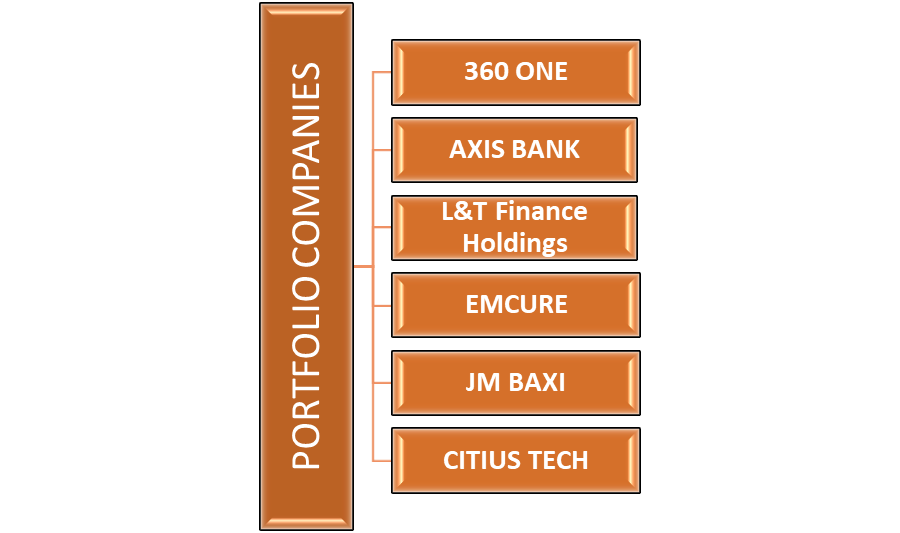 PORTFOLIO COMPANIES
360 ONE
AXIS BANK
L&T Finance
Holdings
EMCURE
JM BAXI
CITIUS TECH